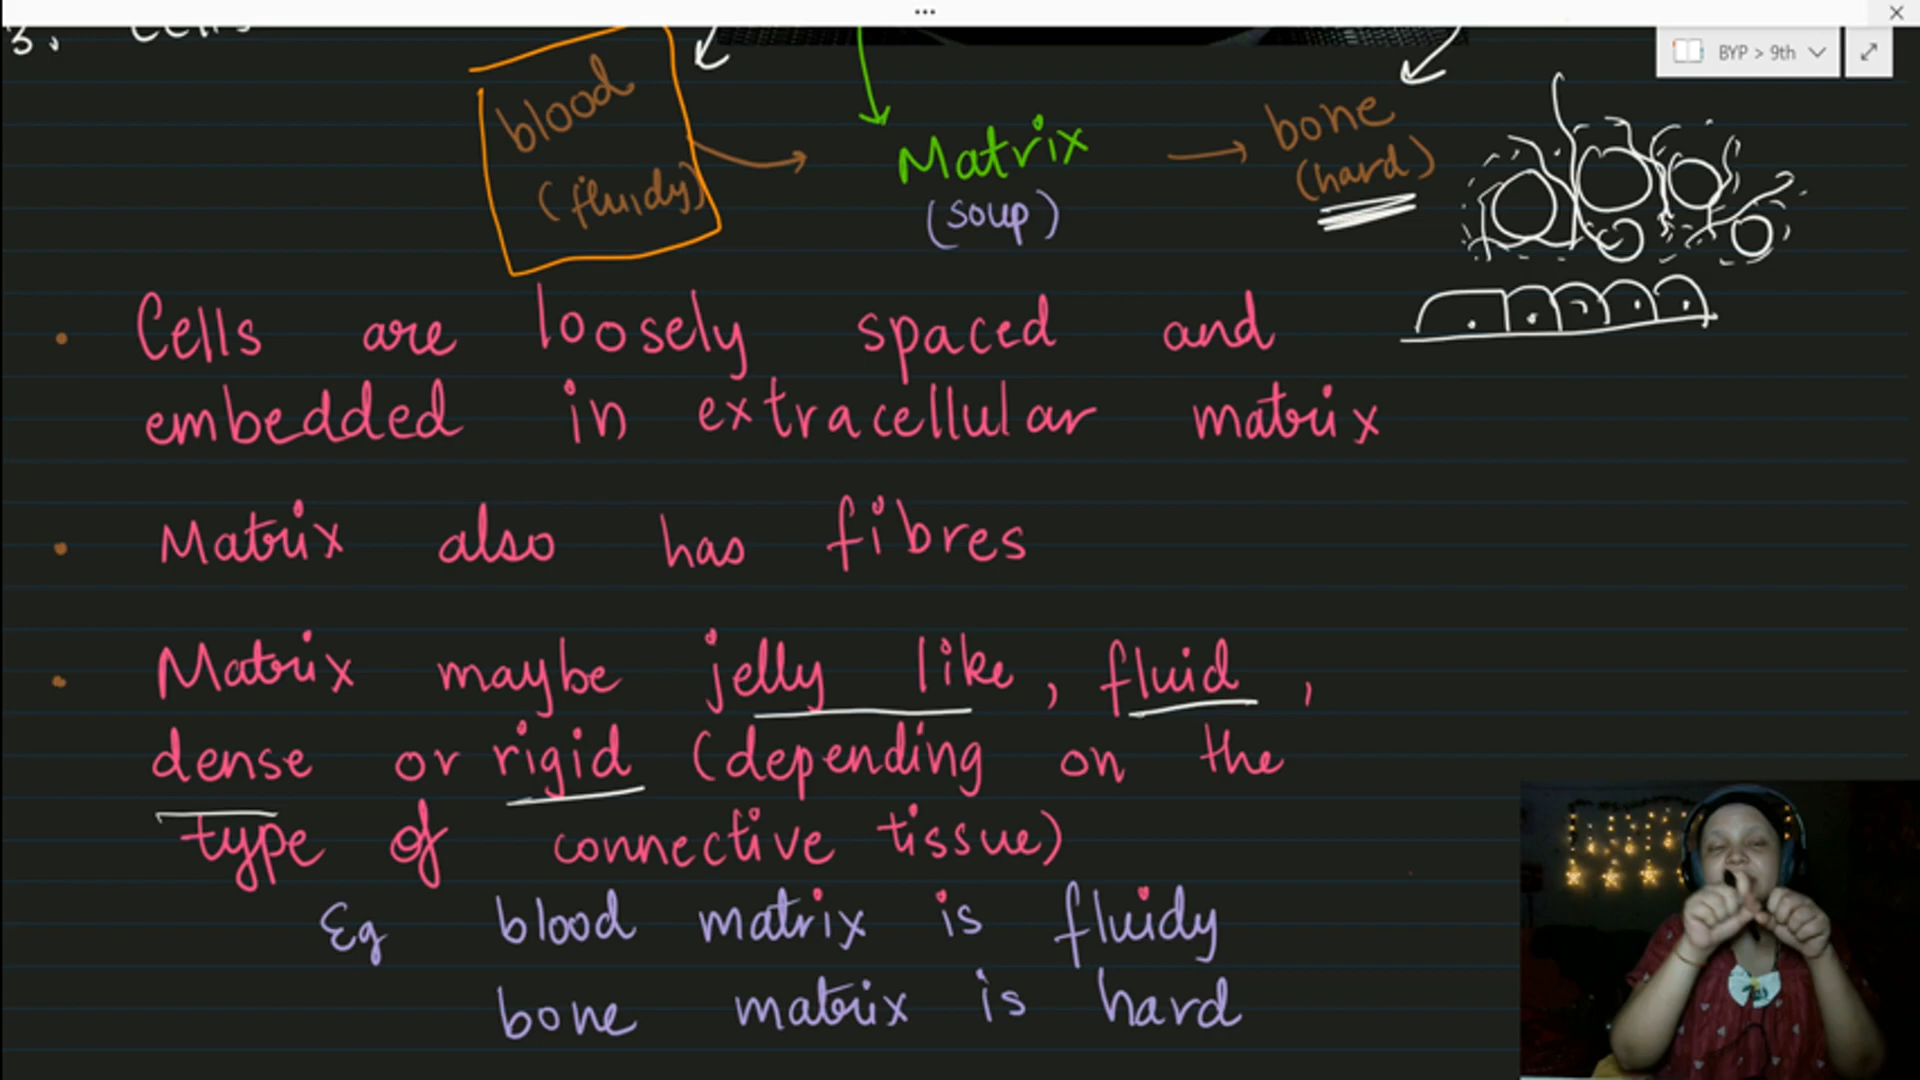 ...
BYP > 9th
3. Cells
blood
(fluidy)
Matrix
(soup)
bone
(hard)
Cells are loosely spaced and
embedded in extracellular matrix
Matrix also has fibres
Matrix maybe jelly like, fluid,
dense or rigid (depending on the
type of connective tissue)
Eg blood matrix is fluidy
bone matrix is hard